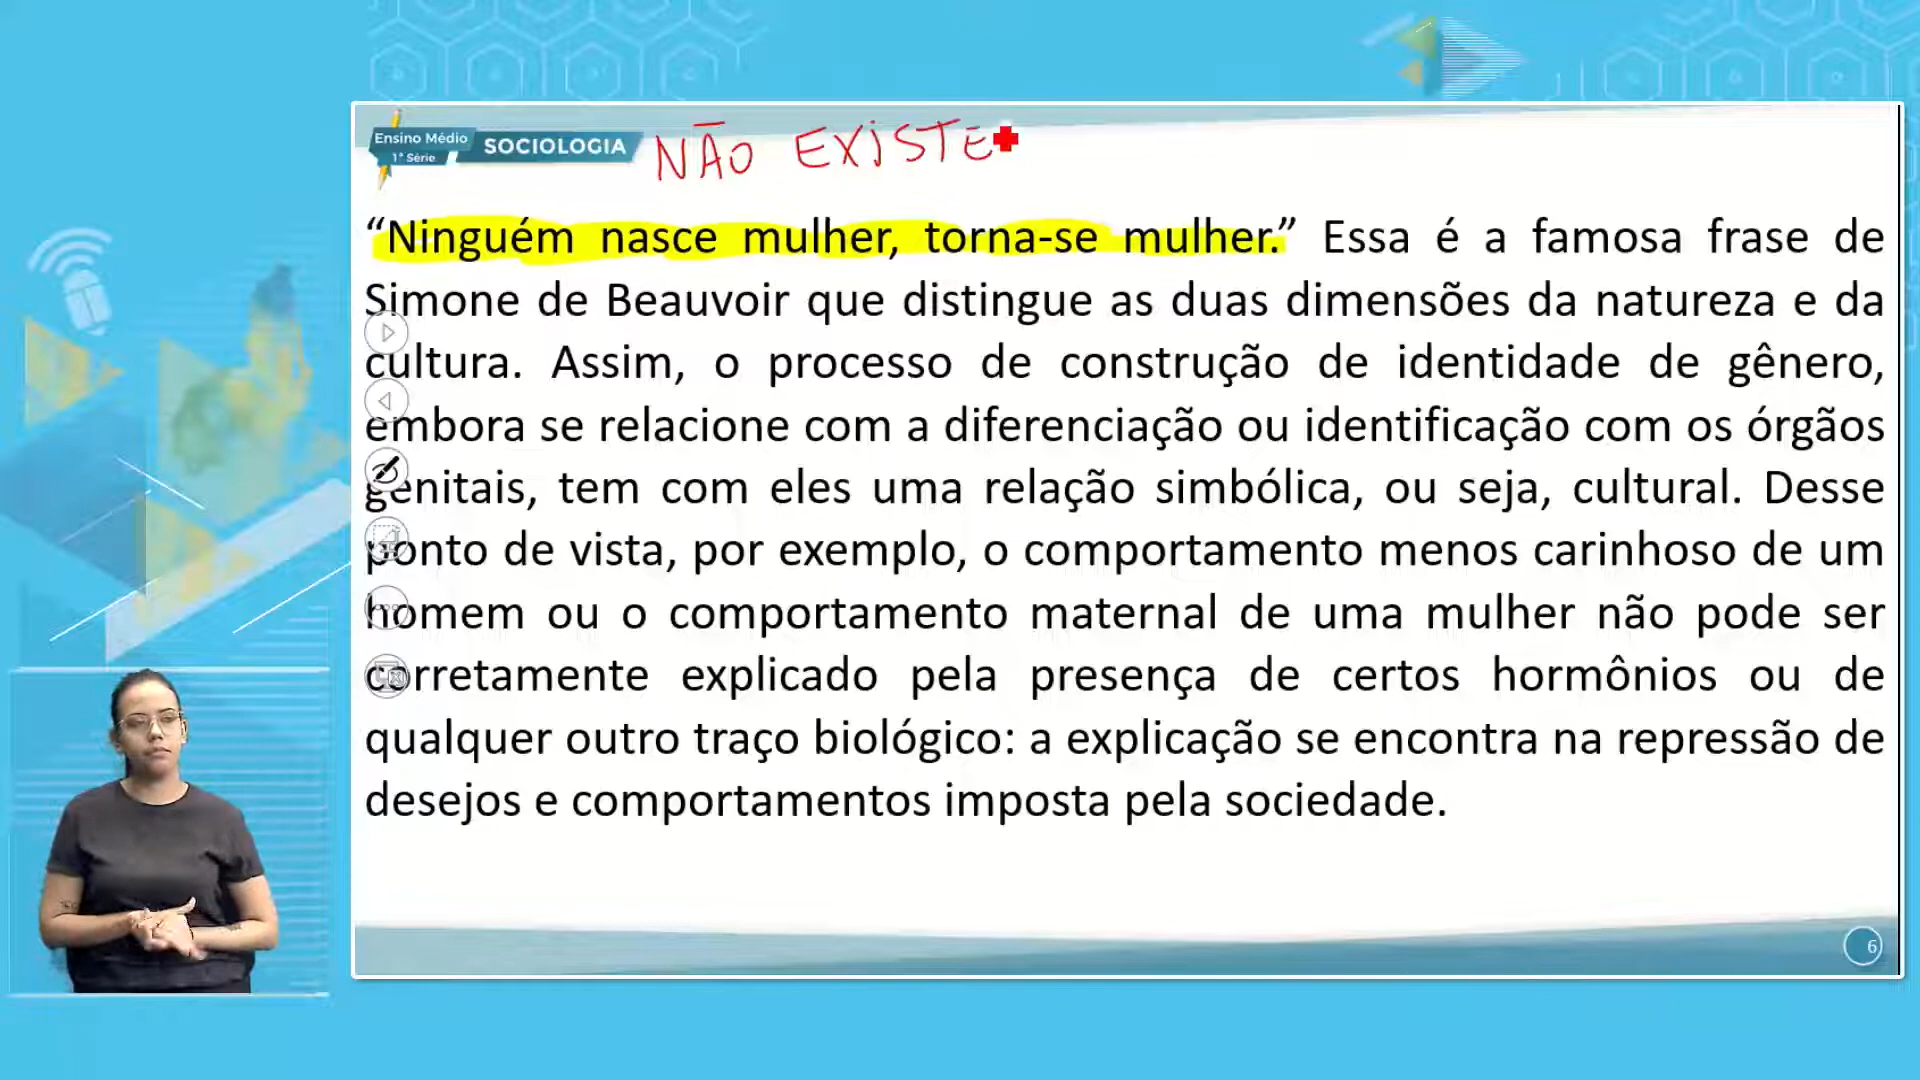 Ensino Médio
1ª Série
SOCIOLOGIA
NÃO EXISTE
“Ninguém nasce mulher, torna-se mulher.” Essa é a famosa frase de
Simone de Beauvoir que distingue as duas dimensões da natureza e da
cultura. Assim, o processo de construção de identidade de gênero,
embora se relacione com a diferenciação ou identificação com os órgãos
genitais, tem com eles uma relação simbólica, ou seja, cultural. Desse
ponto de vista, por exemplo, o comportamento menos carinhoso de um
homem ou o comportamento maternal de uma mulher não pode ser
corretamente explicado pela presença de certos hormônios ou de
qualquer outro traço biológico: a explicação se encontra na repressão de
desejos e comportamentos imposta pela sociedade.
6